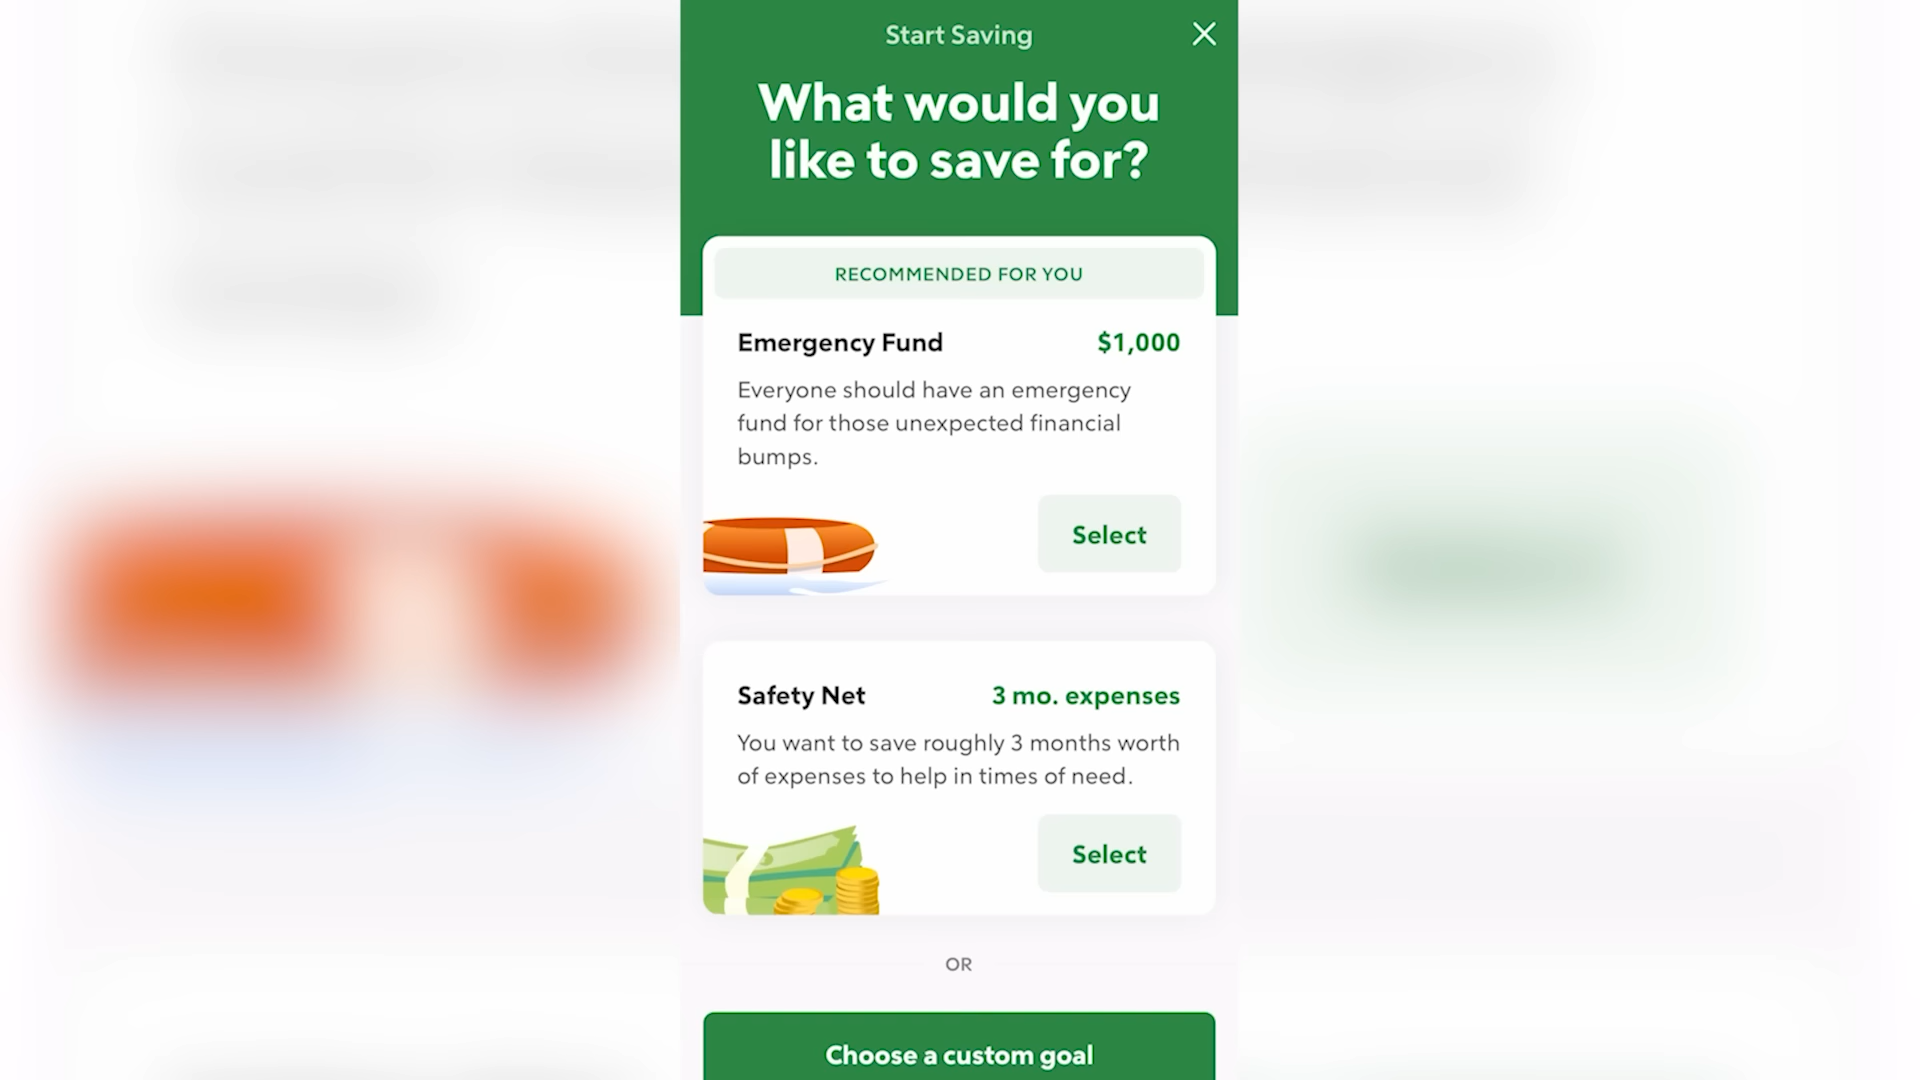 Start Saving
What would you
like to save for?
RECOMMENDED FOR YOU
Emergency Fund $1,000
Everyone should have an emergency
fund for those unexpected financial
bumps.
Select
Safety Net 3 mo. expenses
You want to save roughly 3 months worth
of expenses to help in times of need.
Select
OR
Choose a custom goal